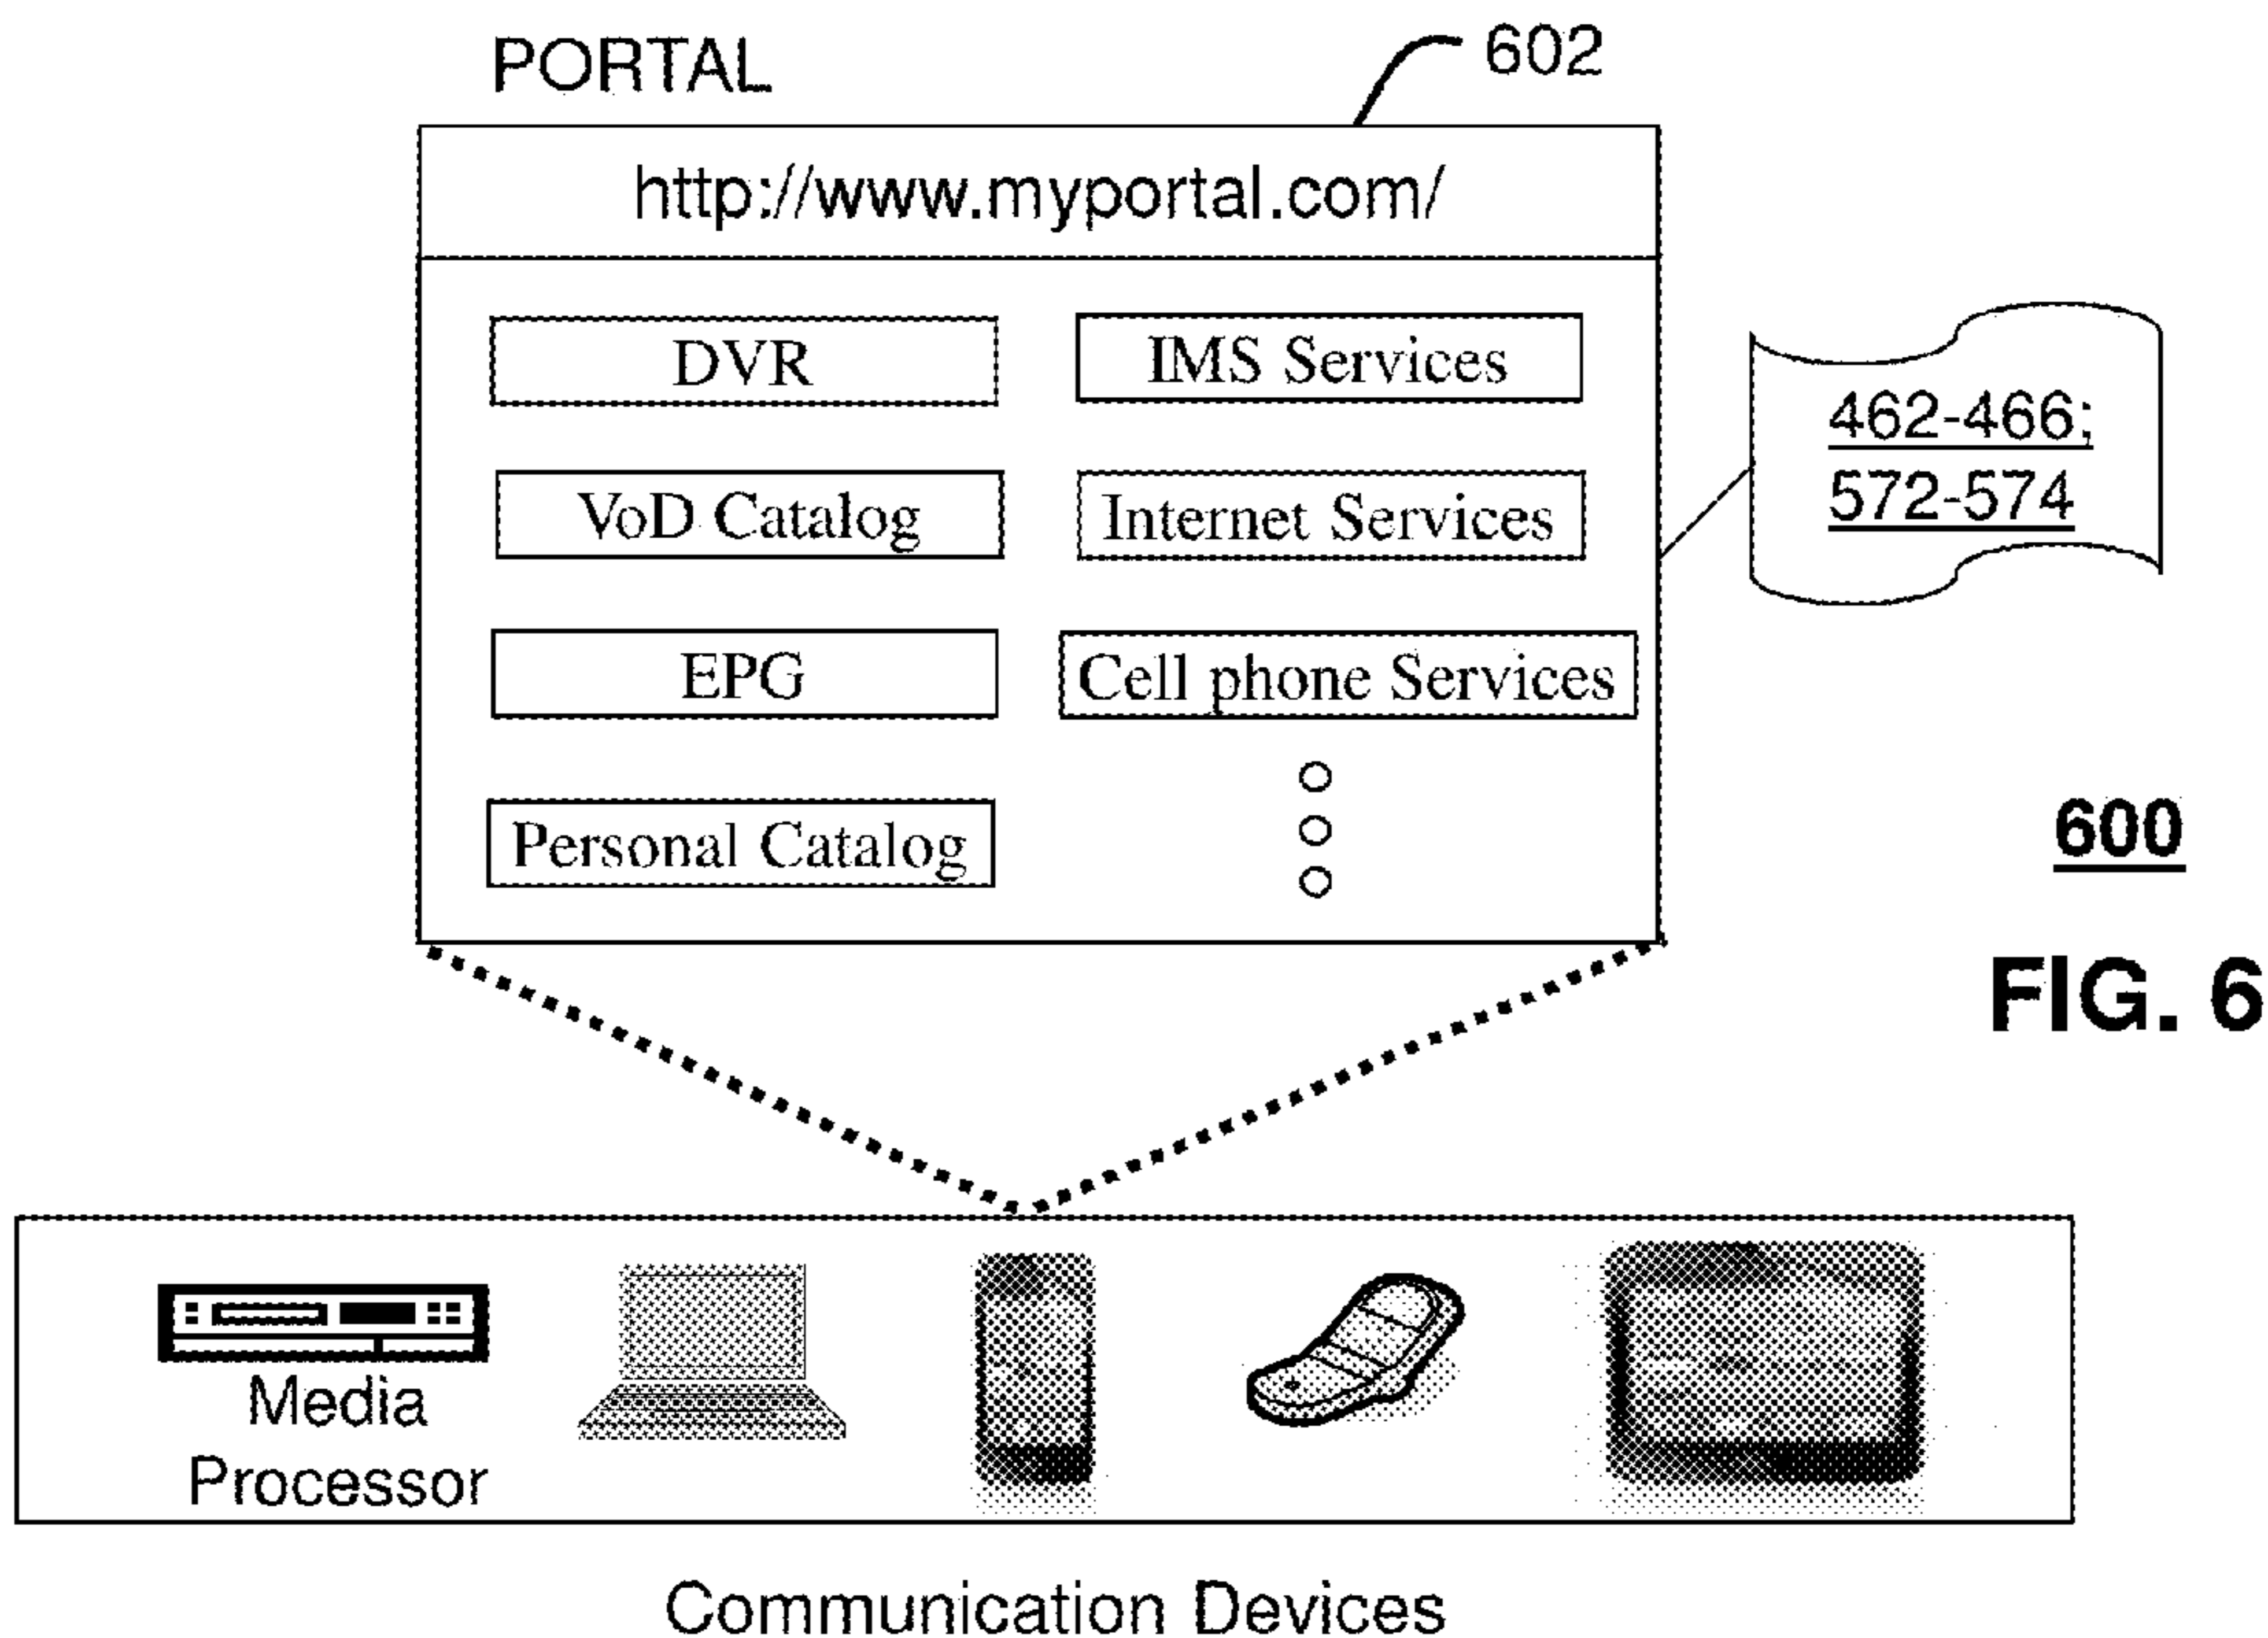 PORTAL
602
http://www.myportal.com/
DVR
IMS Services
VoD Catalog
Internet Services
EPG
Cell phone Services
Personal Catalog
462-466;
572-574
600
FIG. 6
Media
Processor
Communication Devices